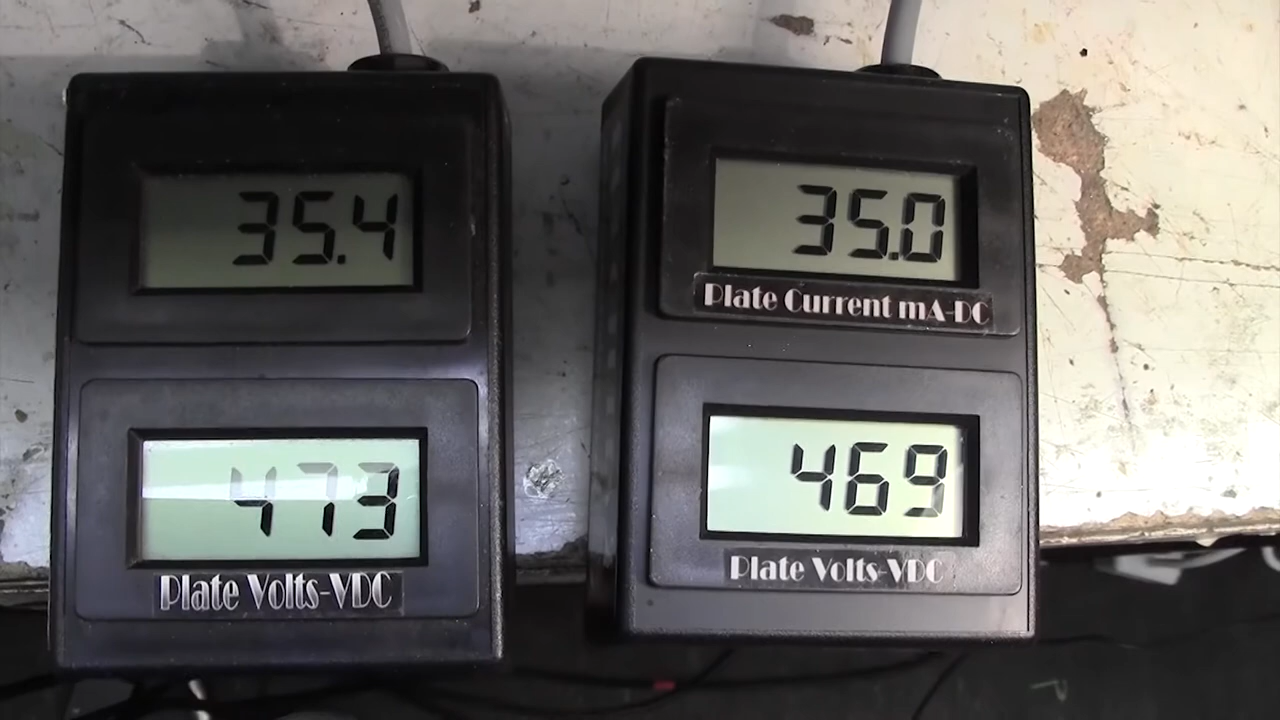 35.4
473
Plate Volts-VDC
35.0
Plate Current mA-DC
469
Plate Volts-VDC